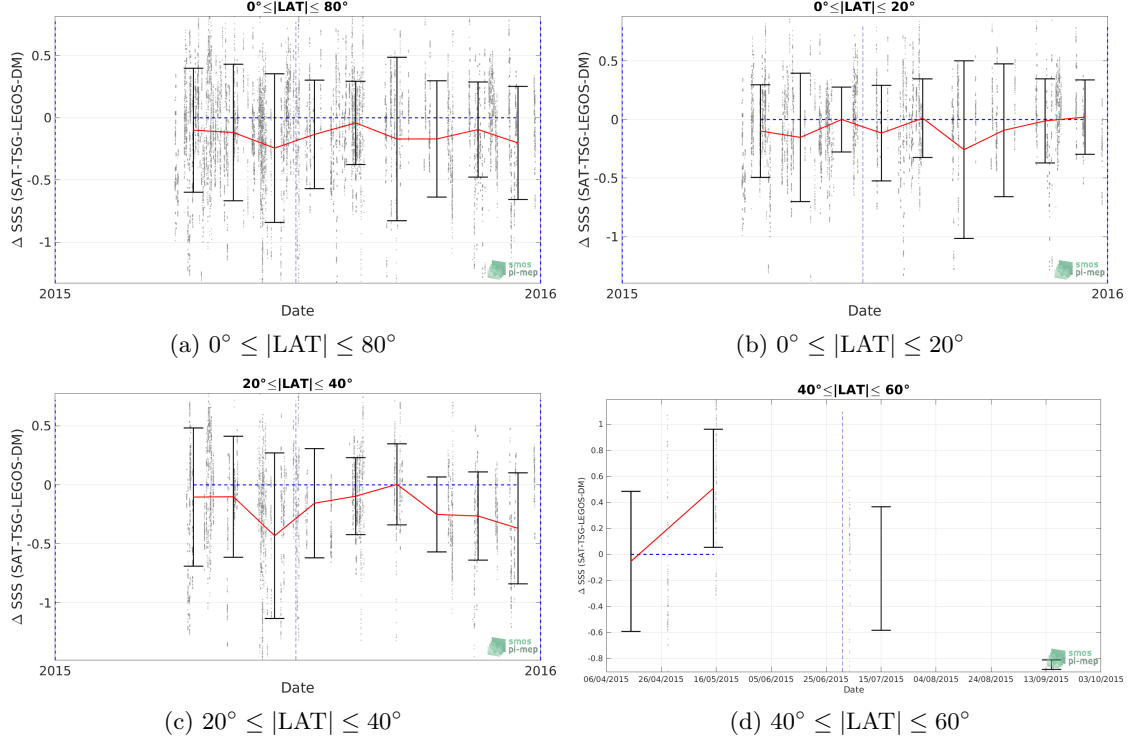 0°≤|LAT|≤ 80°
Δ SSS (SAT-TSG-LEGOS-DM)
0.5
0
-0.5
-1
2015
2016
Date
smos
pi-mep
(a) 0° ≤ |LAT| ≤ 80°
0°≤|LAT|≤ 20°
Δ SSS (SAT-TSG-LEGOS-DM)
0.5
0
-0.5
-1
2015
2016
Date
smos
pi-mep
(b) 0° ≤ |LAT| ≤ 20°
20°≤|LAT|≤ 40°
Δ SSS (SAT-TSG-LEGOS-DM)
0.5
0
-0.5
-1
2015
2016
Date
smos
pi-mep
(c) 20° ≤ |LAT| ≤ 40°
40°≤|LAT|≤ 60°
Δ SSS (SAT-TSG-LEGOS-DM)
1
0.8
0.6
0.4
0.2
0
-0.2
-0.4
-0.6
-0.8
06/04/2015 26/04/2015 16/05/2015 05/06/2015 25/06/2015 15/07/2015 04/08/2015 24/08/2015 13/09/2015 03/10/2015
Date
smos
pi-mep
(d) 40° ≤ |LAT| ≤ 60°